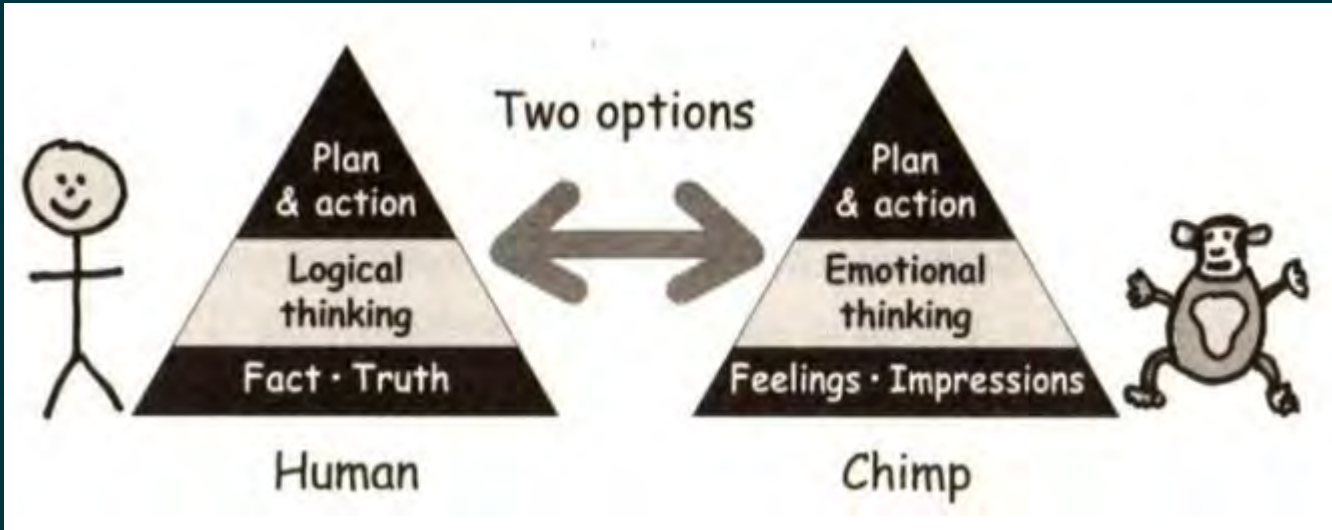 Two options
Plan
& action
Logical
thinking
Fact · Truth
Human
Plan
& action
Emotional
thinking
Feelings · Impressions
Chimp